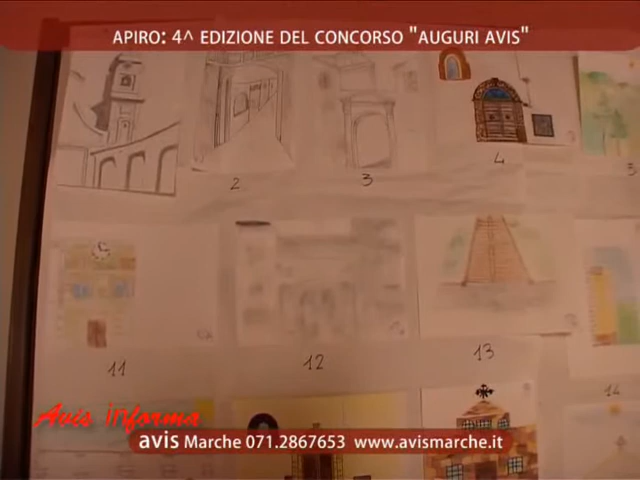 APIRO: 4^ EDIZIONE DEL CONCORSO "AUGURI AVIS"
2
3
4
5
11
12
13
14
Avis informa
avis Marche 071.2867653 www.avismarche.it